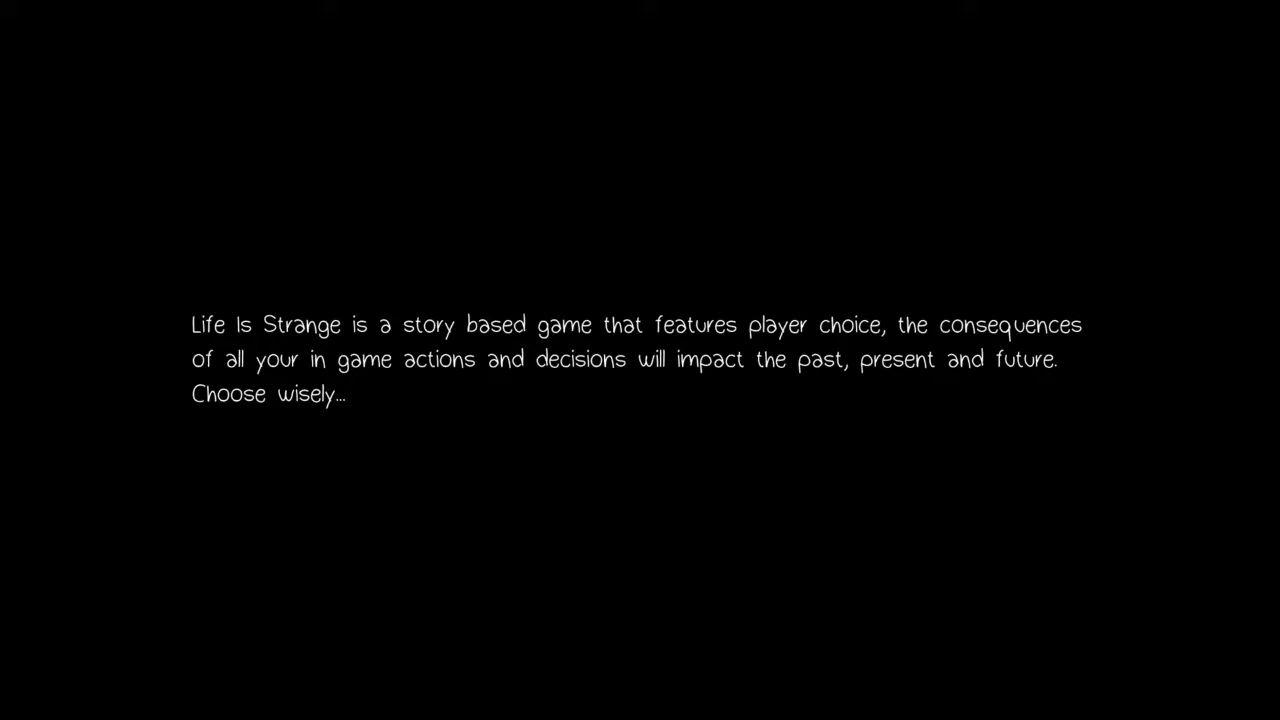 Life Is Strange is a story based game that features player choice, the consequences
of all your in game actions and decisions will impact the past, present and future.
Choose wisely...